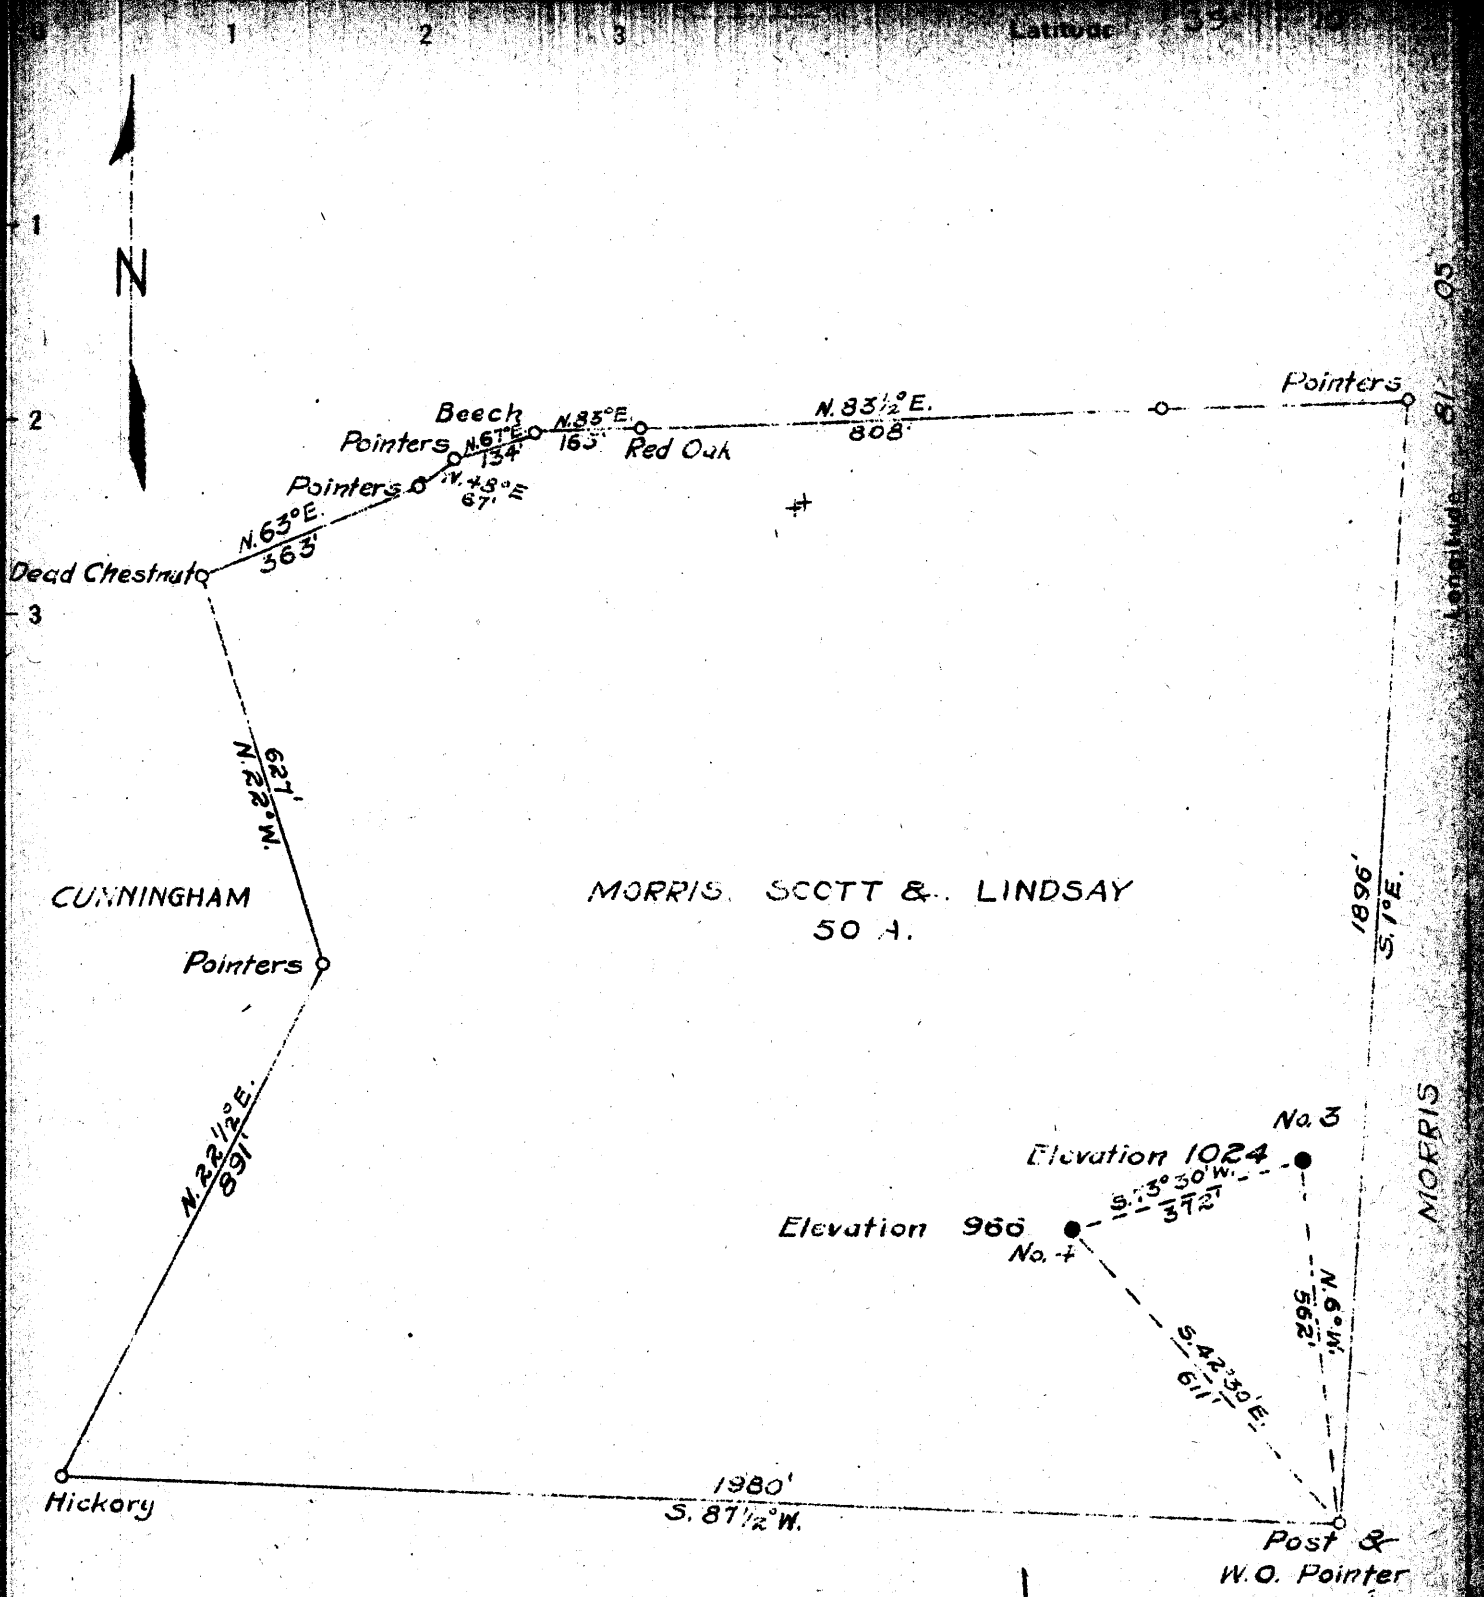 1 2 3 Latitude
1
N
05
81
Longitude
2
3
Pointers
Beech
N. 83½° E.
808'
N. 83° E.
165'
Red Oak
Pointers
N. 67° E.
134'
Pointers
N. 48° E
67'
N. 63° E.
363'
Dead Chestnut
627'
N. 22° W.
CUNNINGHAM
MORRIS. SCOTT & LINDSAY
50 A.
1896'
S. 1° E.
Pointers
N. 22½° E.
891'
MORRIS
No. 3
Elevation 1024
S. 73° 30' W.
372'
Elevation 966
No. 4
N. 6° W.
562'
S. 42° 30' E.
611'
1980'
S. 87½° W.
Hickory
Post &
W.O. Pointer